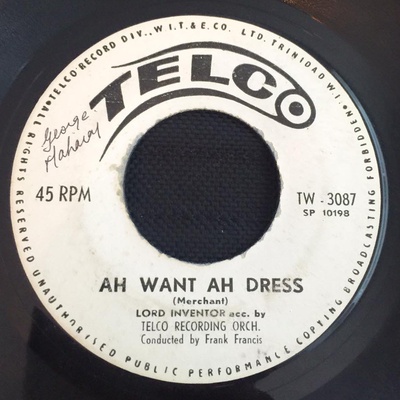 TELCO RECORD DIV., W.I.T. & E. CO. LTD. TRINIDAD W.I.
TELCO
George Maharaj
45 RPM
TW - 3087
SP 10198
AH WANT AH DRESS
(Merchant)
LORD INVENTOR acc. by
TELCO RECORDING ORCH.
Conducted by Frank Francis
ALL RIGHTS RESERVED UNAUTHORISED PUBLIC PERFORMANCE COPYING BROADCASTING FORBIDDEN